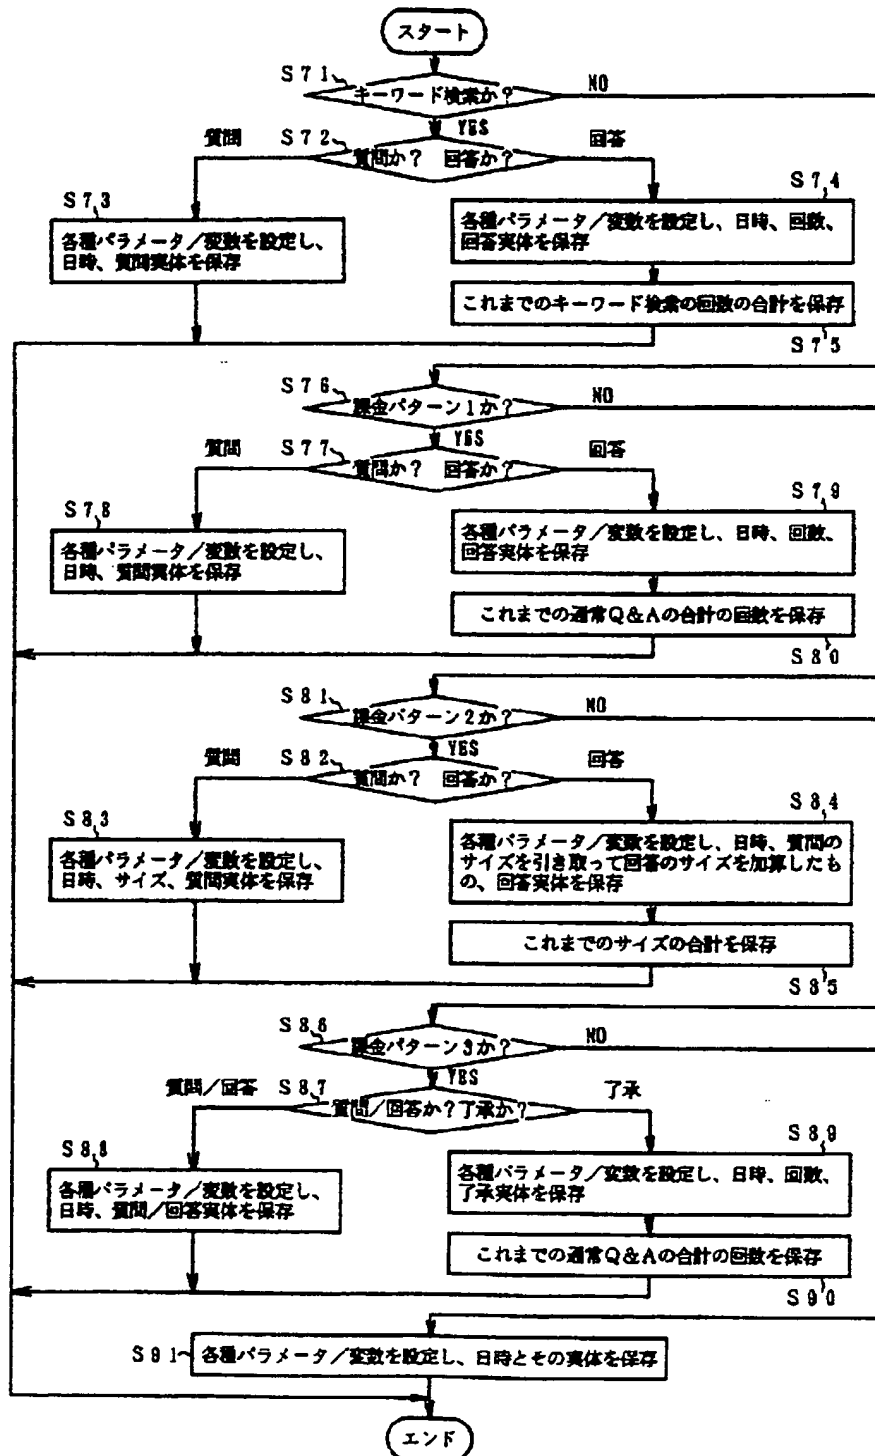 スタート
S71
キーワード検索か?
NO
YES
質問
S72
質問か? 回答か?
回答
S73
各種パラメータ/変数を設定し、
日時、質問実体を保存
S74
各種パラメータ/変数を設定し、日時、回数、
回答実体を保存
これまでのキーワード検索の回数の合計を保存
S75
S76
課金パターン1か?
NO
YES
質問
S77
質問か? 回答か?
回答
S78
各種パラメータ/変数を設定し、
日時、質問実体を保存
S79
各種パラメータ/変数を設定し、日時、回数、
回答実体を保存
これまでの通常Q&Aの合計の回数を保存
S80
S81
課金パターン2か?
NO
YES
質問
S82
質問か? 回答か?
回答
S83
各種パラメータ/変数を設定し、
日時、サイズ、質問実体を保存
S84
各種パラメータ/変数を設定し、日時、質問の
サイズを引き取って回答のサイズを加算したも
の、回答実体を保存
これまでのサイズの合計を保存
S85
S86
課金パターン3か?
NO
YES
質問/回答
S87
質問/回答か?了承か?
了承
S88
各種パラメータ/変数を設定し、
日時、質問/回答実体を保存
S89
各種パラメータ/変数を設定し、日時、回数、
了承実体を保存
これまでの通常Q&Aの合計の回数を保存
S90
S91
各種パラメータ/変数を設定し、日時とその実体を保存
エンド